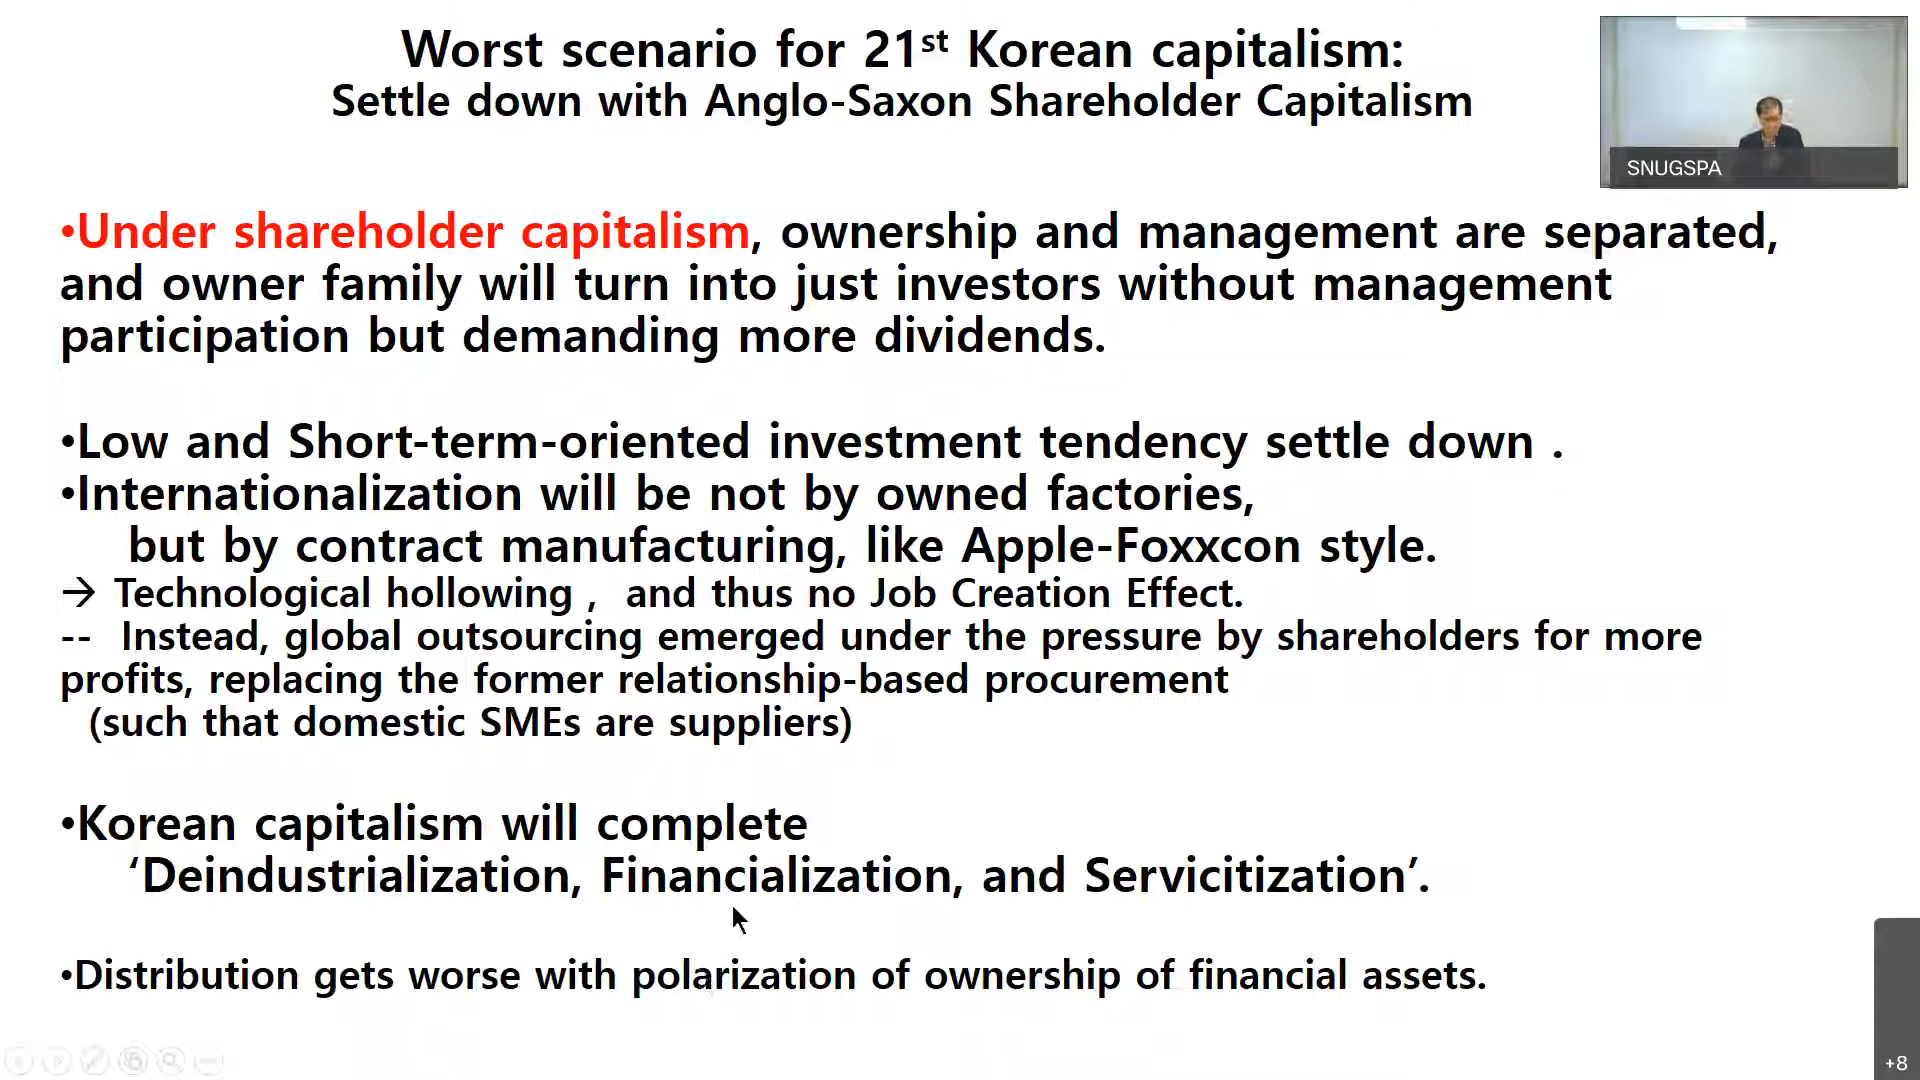 Worst scenario for 21st Korean capitalism:
Settle down with Anglo-Saxon Shareholder Capitalism
SNUGSPA
•Under shareholder capitalism, ownership and management are separated,
and owner family will turn into just investors without management
participation but demanding more dividends.
•Low and Short-term-oriented investment tendency settle down .
•Internationalization will be not by owned factories,
but by contract manufacturing, like Apple-Foxxcon style.
→ Technological hollowing , and thus no Job Creation Effect.
-- Instead, global outsourcing emerged under the pressure by shareholders for more
profits, replacing the former relationship-based procurement
(such that domestic SMEs are suppliers)
•Korean capitalism will complete
‘Deindustrialization, Financialization, and Servicitization’.
•Distribution gets worse with polarization of ownership of financial assets.
+8